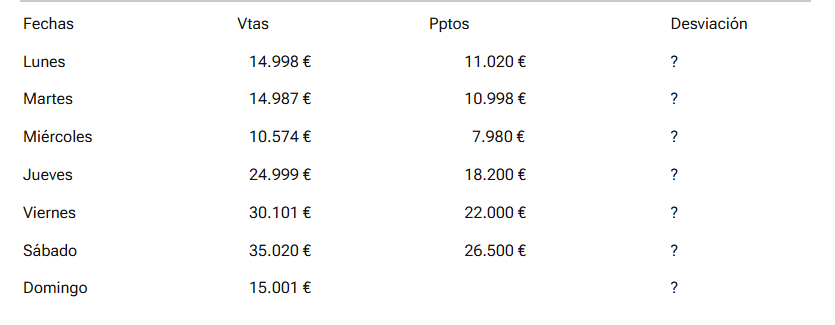 Fechas Vtas Pptos Desviación
Lunes 14.998 € 11.020 € ?
Martes 14.987 € 10.998 € ?
Miércoles 10.574 € 7.980 € ?
Jueves 24.999 € 18.200 € ?
Viernes 30.101 € 22.000 € ?
Sábado 35.020 € 26.500 € ?
Domingo 15.001 € ?